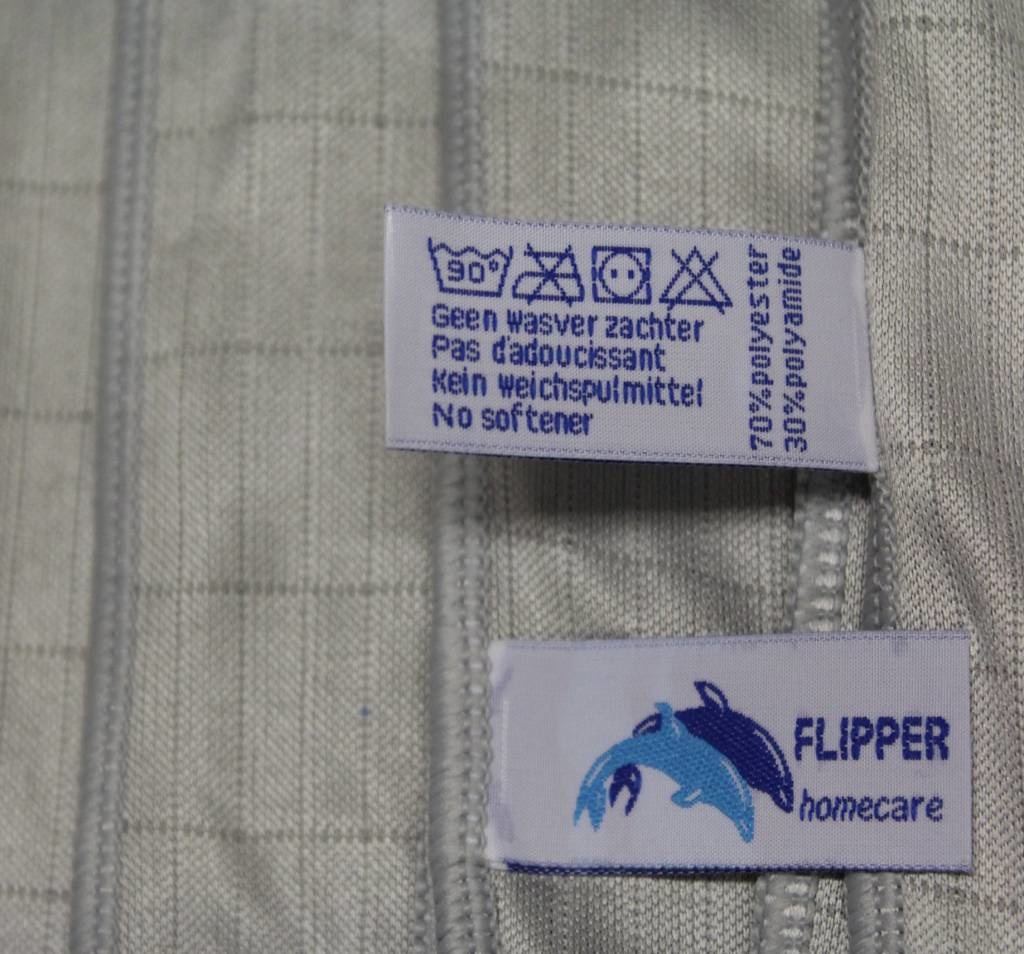 90°
Geen wasver zachter
Pas d'adoucissant
Kein weichspulmittel
No softener
70%polyester
30%polyamide
FLIPPER
homecare